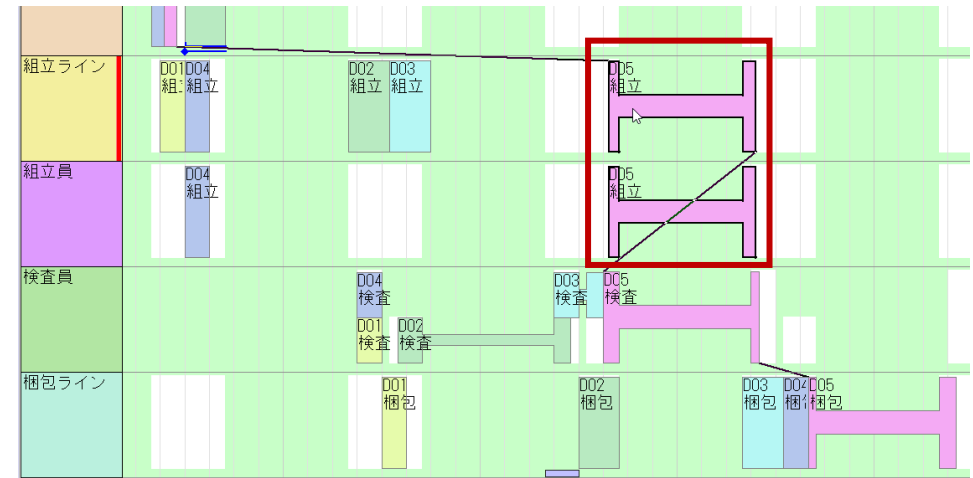 組立ライン
D01 D04 D02 D03 D05
組立 組立 組立 組立
組立員
D04 D05
組立 組立
検査員
D04 D03 D05
検査 検査 検査
D01 D02
検査 検査
梱包ライン
D01 D02 D03 D04 D05
梱包 梱包 梱包 梱包